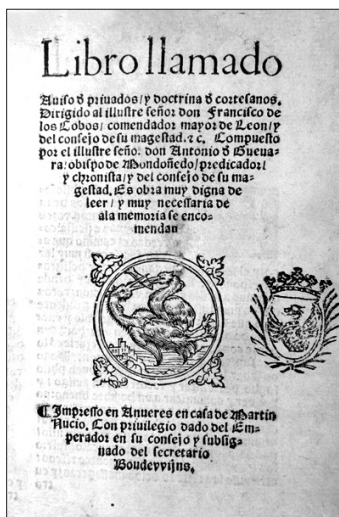 Libro llamado
Auiso đ priuados/ y doctrina đ cortesanos.
Dirigido al illustre señor don Francisco de
los Cobos/ comendador mayor de Leon/ y
del consejo de su magestad. ⁊ c. Compuesto
por el illustre señor don Antonio đ Gueua-
ra: obispo de Mondoñedo/ predicador/
y chronista/ y del consejo de su ma-
gestad. Es obra muy digna de
leer/ y muy necessaria de
ala memoria se enco-
mendar
¶ Impresso en Anueres en casa de Martin
Nucio. Con priuilegio dado del Em-
perador en su consejo y subsig-
nado del secretario
Boudevvijns.